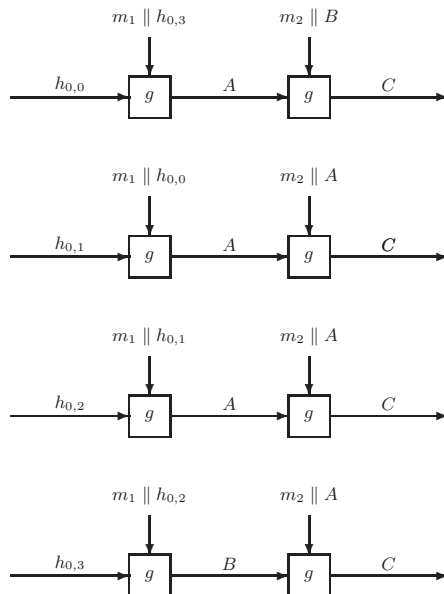 m₁ ∥ h₀,₃ m₂ ∥ B
h₀,₀ g A g C
m₁ ∥ h₀,₀ m₂ ∥ A
h₀,₁ g A g C
m₁ ∥ h₀,₁ m₂ ∥ A
h₀,₂ g A g C
m₁ ∥ h₀,₂ m₂ ∥ A
h₀,₃ g B g C